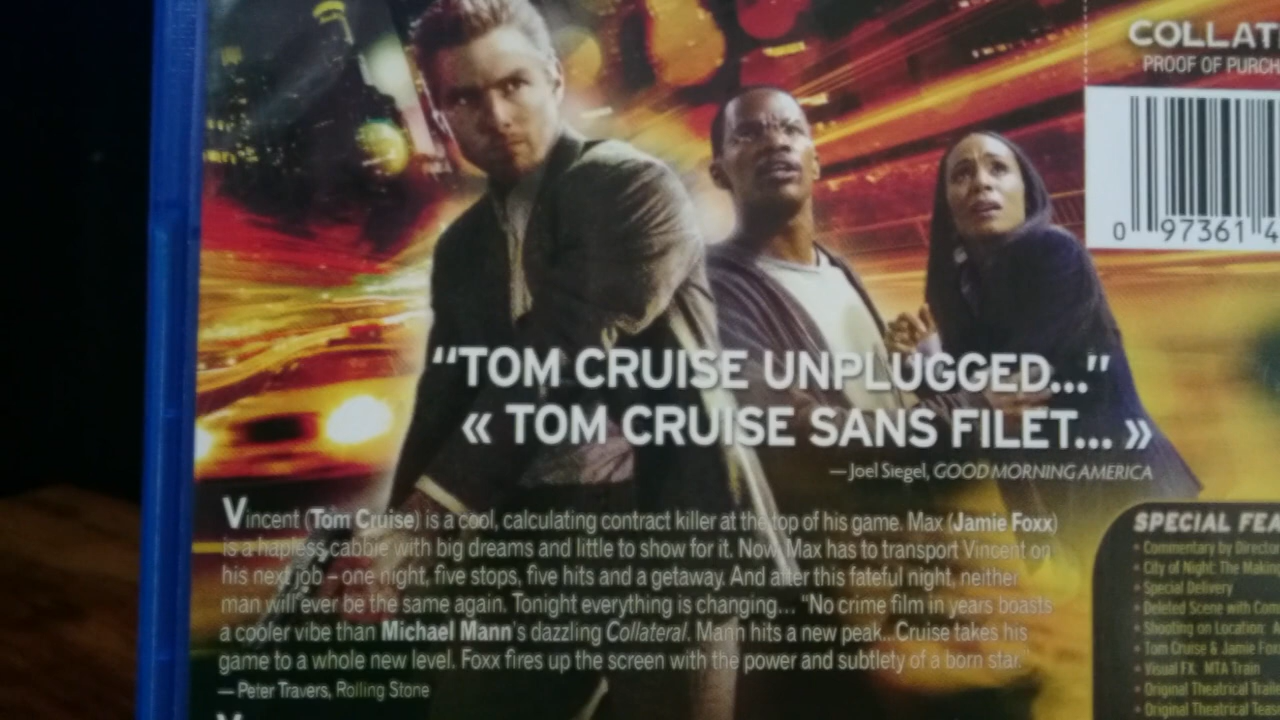 COLLAT
PROOF OF PURCH
0 97361 4
“TOM CRUISE UNPLUGGED...”
« TOM CRUISE SANS FILET... »
— Joel Siegel, GOOD MORNING AMERICA
Vincent (Tom Cruise) is a cool, calculating contract killer at the top of his game. Max (Jamie Foxx)
is a hapless cabbie with big dreams and little to show for it. Now, Max has to transport Vincent on
his next job – one night, five stops, five hits and a getaway. And after this fateful night, neither
man will ever be the same again. Tonight everything is changing... “No crime film in years boasts
a cooler vibe than Michael Mann's dazzling Collateral. Mann hits a new peak...Cruise takes his
game to a whole new level. Foxx fires up the screen with the power and subtlety of a born star.”
— Peter Travers, Rolling Stone
SPECIAL FEA
• Commentary by Directo
• City of Night: The Making
• Special Delivery
• Deleted Scene with Com
• Shooting on Location:
• Tom Cruise & Jamie Fox
• Visual FX: MTA Train
• Original Theatrical Traile
• Original Theatrical Tease